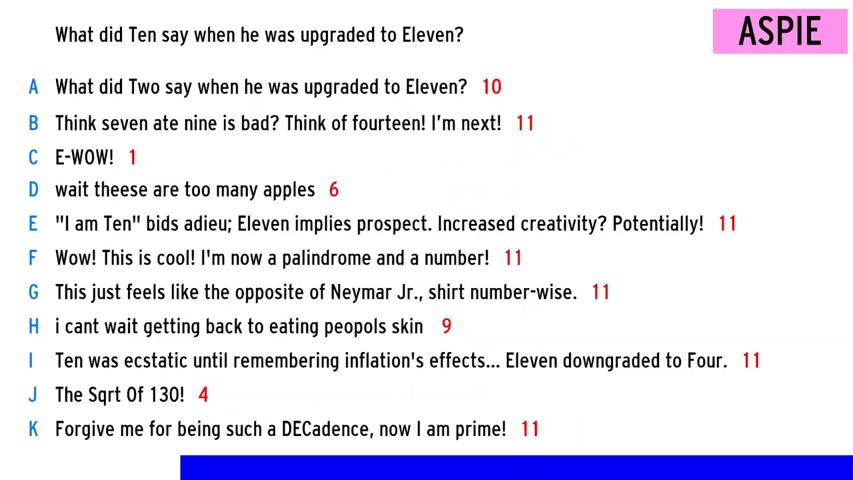 What did Ten say when he was upgraded to Eleven?
ASPIE
A What did Two say when he was upgraded to Eleven? 10
B Think seven ate nine is bad? Think of fourteen! I'm next! 11
C E-WOW! 1
D wait theese are too many apples 6
E "I am Ten" bids adieu; Eleven implies prospect. Increased creativity? Potentially! 11
F Wow! This is cool! I'm now a palindrome and a number! 11
G This just feels like the opposite of Neymar Jr., shirt number-wise. 11
H i cant wait getting back to eating peopols skin 9
I Ten was ecstatic until remembering inflation's effects... Eleven downgraded to Four. 11
J The Sqrt Of 130! 4
K Forgive me for being such a DECadence, now I am prime! 11